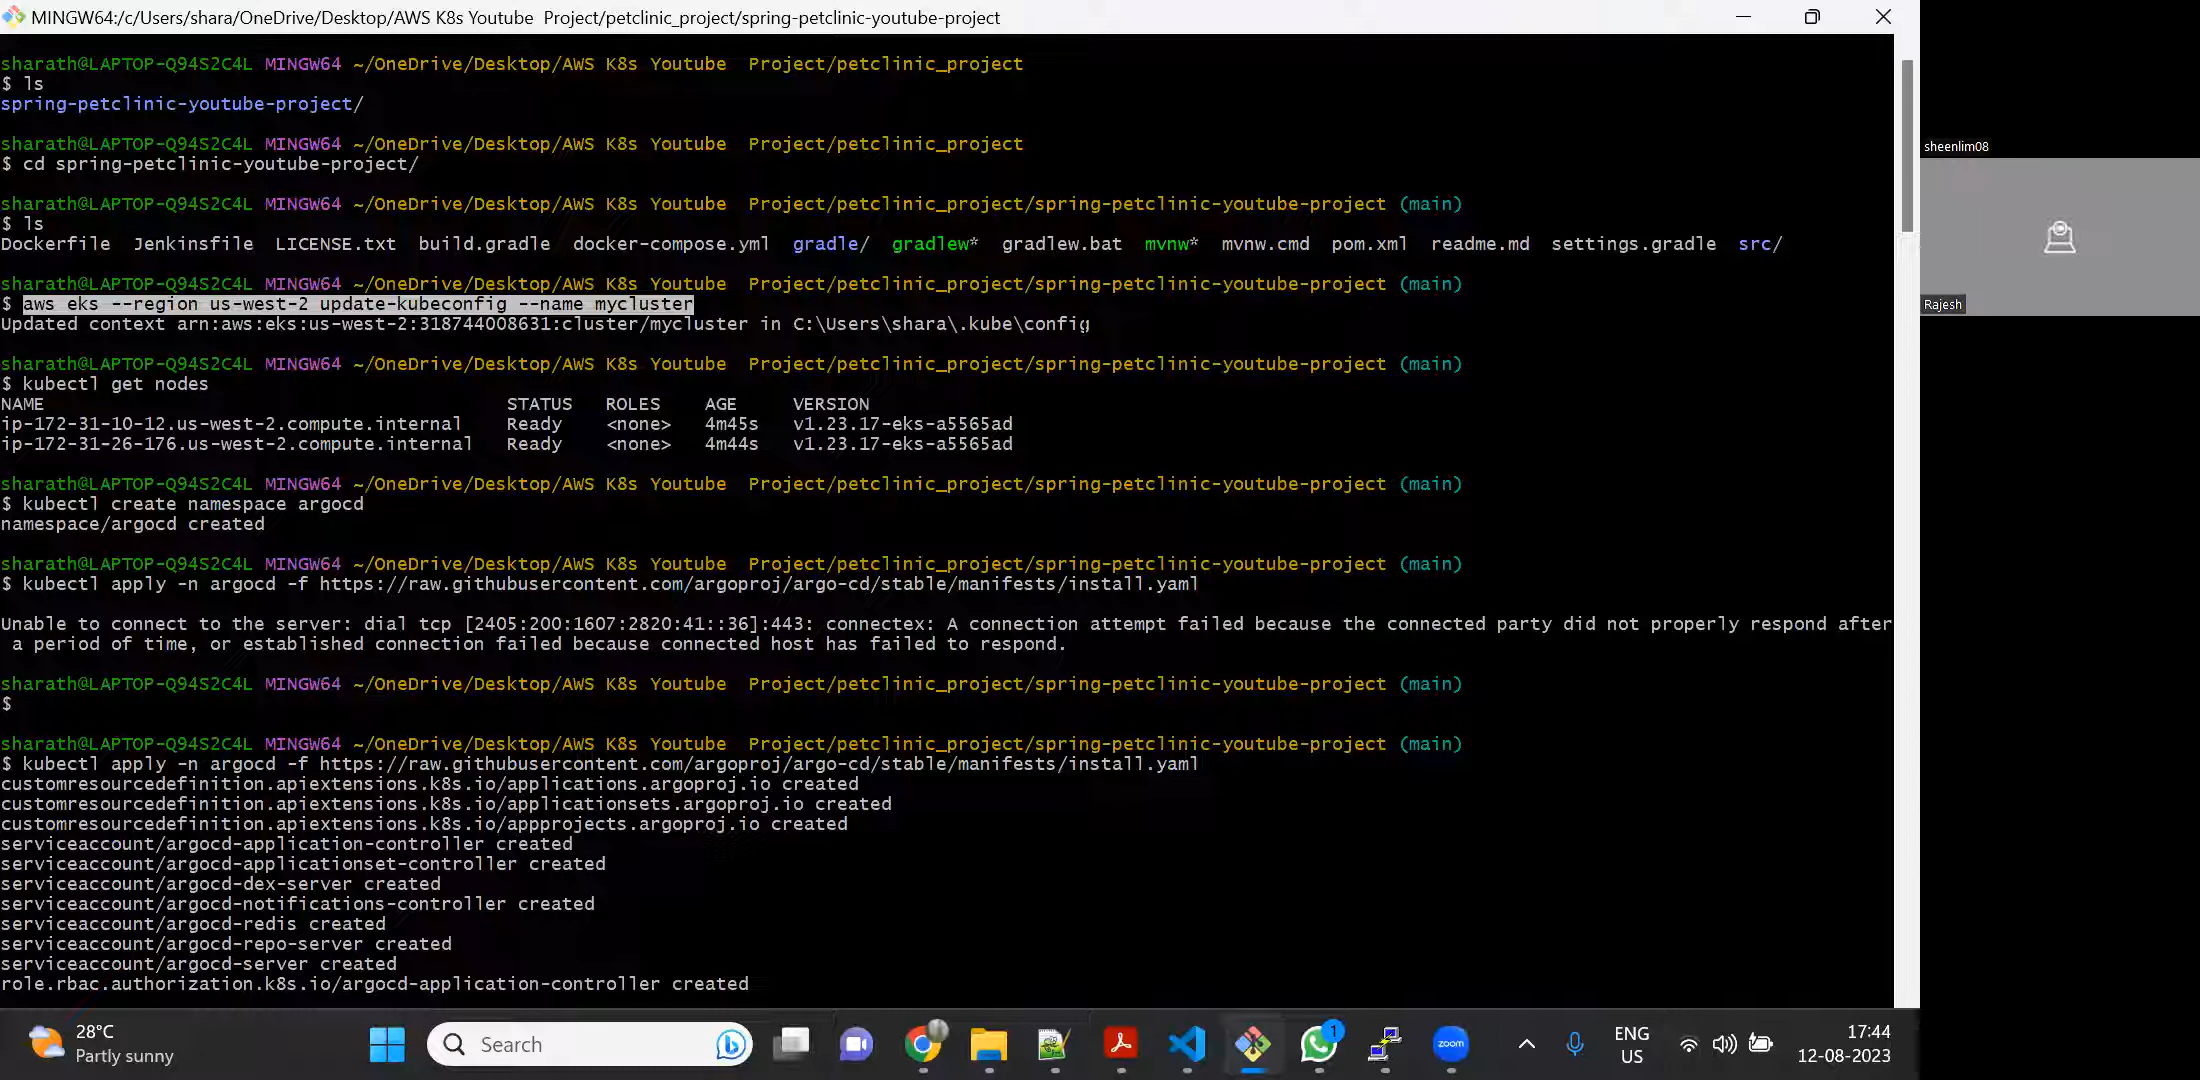 MINGW64:/c/Users/shara/OneDrive/Desktop/AWS K8s Youtube  Project/petclinic_project/spring-petclinic-youtube-project
sharath@LAPTOP-Q94S2C4L MINGW64 ~/OneDrive/Desktop/AWS K8s Youtube  Project/petclinic_project
$ ls
spring-petclinic-youtube-project/
sharath@LAPTOP-Q94S2C4L MINGW64 ~/OneDrive/Desktop/AWS K8s Youtube  Project/petclinic_project
$ cd spring-petclinic-youtube-project/
sharath@LAPTOP-Q94S2C4L MINGW64 ~/OneDrive/Desktop/AWS K8s Youtube  Project/petclinic_project/spring-petclinic-youtube-project (main)
$ ls
Dockerfile  Jenkinsfile  LICENSE.txt  build.gradle  docker-compose.yml  gradle/  gradlew*  gradlew.bat  mvnw*  mvnw.cmd  pom.xml  readme.md  settings.gradle  src/
sharath@LAPTOP-Q94S2C4L MINGW64 ~/OneDrive/Desktop/AWS K8s Youtube  Project/petclinic_project/spring-petclinic-youtube-project (main)
$ aws eks --region us-west-2 update-kubeconfig --name mycluster
Updated context arn:aws:eks:us-west-2:318744008631:cluster/mycluster in C:\Users\shara\.kube\config
sharath@LAPTOP-Q94S2C4L MINGW64 ~/OneDrive/Desktop/AWS K8s Youtube  Project/petclinic_project/spring-petclinic-youtube-project (main)
$ kubectl get nodes
NAME                                          STATUS   ROLES    AGE     VERSION
ip-172-31-10-12.us-west-2.compute.internal    Ready    <none>   4m45s   v1.23.17-eks-a5565ad
ip-172-31-26-176.us-west-2.compute.internal   Ready    <none>   4m44s   v1.23.17-eks-a5565ad
sharath@LAPTOP-Q94S2C4L MINGW64 ~/OneDrive/Desktop/AWS K8s Youtube  Project/petclinic_project/spring-petclinic-youtube-project (main)
$ kubectl create namespace argocd
namespace/argocd created
sharath@LAPTOP-Q94S2C4L MINGW64 ~/OneDrive/Desktop/AWS K8s Youtube  Project/petclinic_project/spring-petclinic-youtube-project (main)
$ kubectl apply -n argocd -f https://raw.githubusercontent.com/argoproj/argo-cd/stable/manifests/install.yaml
Unable to connect to the server: dial tcp [2405:200:1607:2820:41::36]:443: connectex: A connection attempt failed because the connected party did not properly respond after
a period of time, or established connection failed because connected host has failed to respond.
sharath@LAPTOP-Q94S2C4L MINGW64 ~/OneDrive/Desktop/AWS K8s Youtube  Project/petclinic_project/spring-petclinic-youtube-project (main)
$
sharath@LAPTOP-Q94S2C4L MINGW64 ~/OneDrive/Desktop/AWS K8s Youtube  Project/petclinic_project/spring-petclinic-youtube-project (main)
$ kubectl apply -n argocd -f https://raw.githubusercontent.com/argoproj/argo-cd/stable/manifests/install.yaml
customresourcedefinition.apiextensions.k8s.io/applications.argoproj.io created
customresourcedefinition.apiextensions.k8s.io/applicationsets.argoproj.io created
customresourcedefinition.apiextensions.k8s.io/appprojects.argoproj.io created
serviceaccount/argocd-application-controller created
serviceaccount/argocd-applicationset-controller created
serviceaccount/argocd-dex-server created
serviceaccount/argocd-notifications-controller created
serviceaccount/argocd-redis created
serviceaccount/argocd-repo-server created
serviceaccount/argocd-server created
role.rbac.authorization.k8s.io/argocd-application-controller created
sheenlim08
Rajesh
28°C
Partly sunny
Search
1
zoom
ENG
US
17:44
12-08-2023